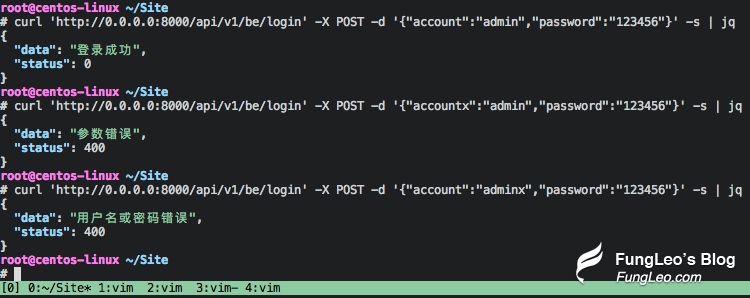 root@centos-linux ~/Site
# curl 'http://0.0.0.0:8000/api/v1/be/login' -X POST -d '{"account":"admin","password":"123456"}' -s | jq
{
  "data": "登录成功",
  "status": 0
}
root@centos-linux ~/Site
# curl 'http://0.0.0.0:8000/api/v1/be/login' -X POST -d '{"accountx":"admin","password":"123456"}' -s | jq
{
  "data": "参数错误",
  "status": 400
}
root@centos-linux ~/Site
# curl 'http://0.0.0.0:8000/api/v1/be/login' -X POST -d '{"account":"adminx","password":"123456"}' -s | jq
{
  "data": "用户名或密码错误",
  "status": 400
}
root@centos-linux ~/Site
#
FungLeo's Blog
FungLeo.com
[0] 0:~/Site* 1:vim  2:vim  3:vim- 4:vim